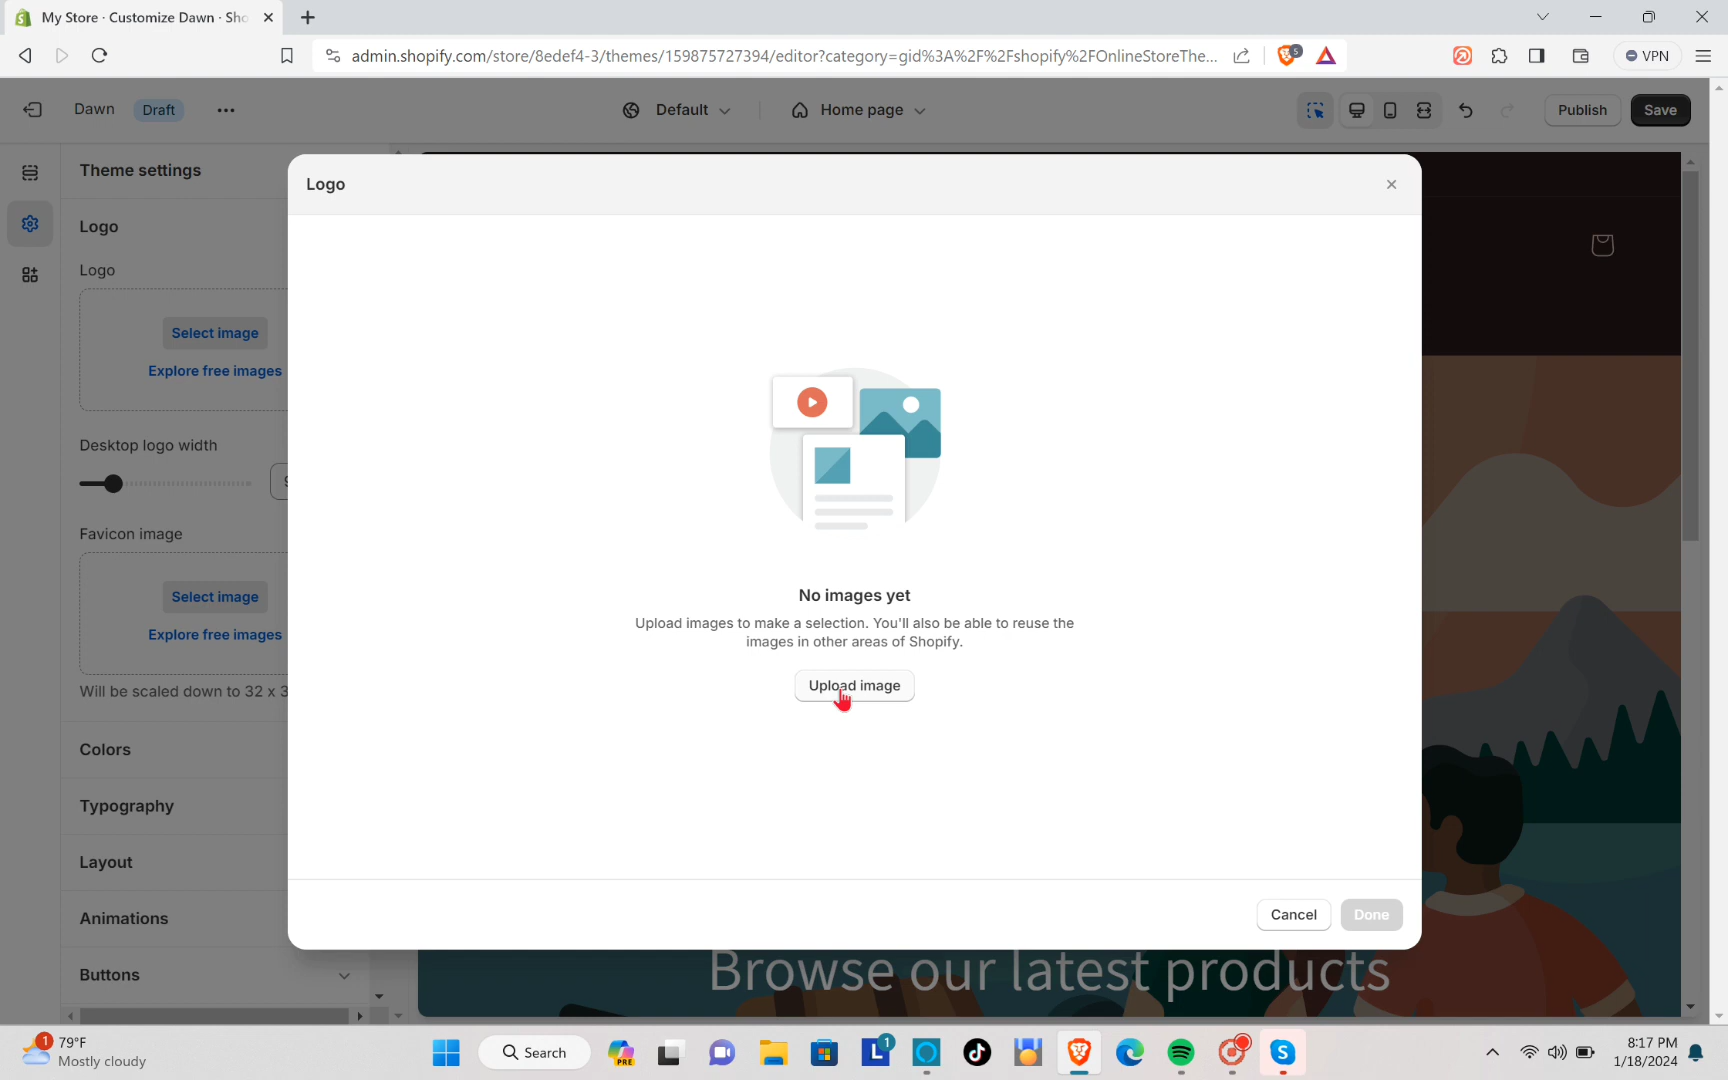 My Store · Customize Dawn · Sho
admin.shopify.com/store/8edef4-3/themes/159875727394/editor?category=gid%3A%2F%2Fshopify%2FOnlineStoreThe...
5
VPN
Dawn
Draft
Default
Home page
Publish
Save
Theme settings
Logo
Logo
Select image
Explore free images
Desktop logo width
Favicon image
Select image
Explore free images
Will be scaled down to 32 x 3
Colors
Typography
Layout
Animations
Buttons
Logo
No images yet
Upload images to make a selection. You'll also be able to reuse the
images in other areas of Shopify.
Upload image
Cancel
Done
Browse our latest products
1
79°F
Mostly cloudy
Search
PRE
L
1
S
8:17 PM
1/18/2024